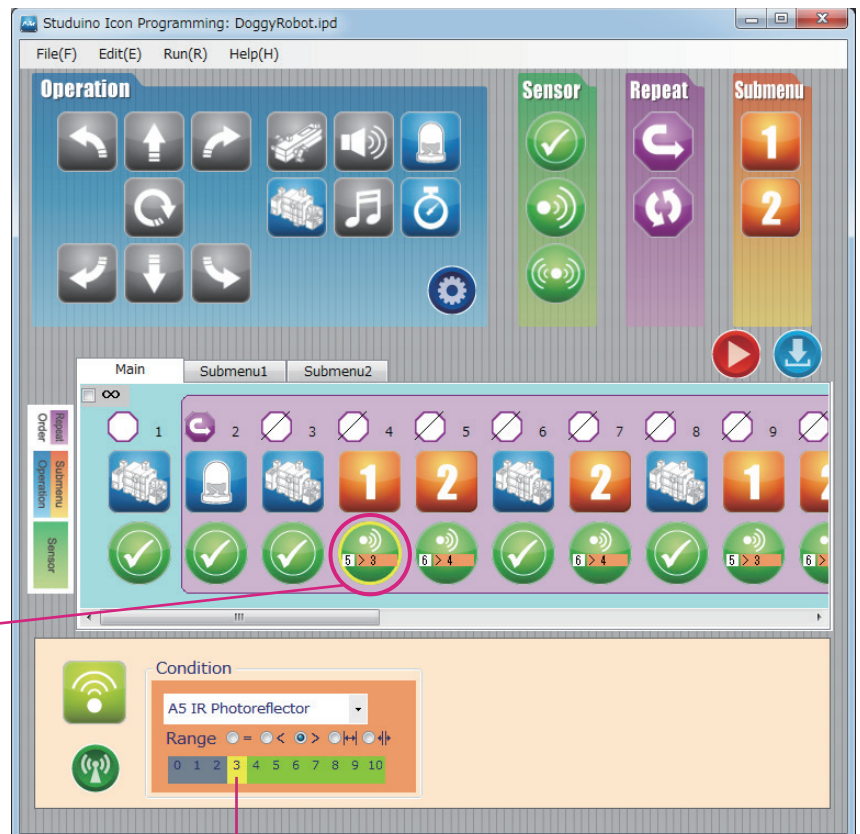 Studuino Icon Programming: DoggyRobot.ipd
File(F) Edit(E) Run(R) Help(H)
Operation
Sensor
Repeat
Submenu
1
2
Main Submenu1 Submenu2
∞
1 2 3 4 5 6 7 8 9
Repeat Order
Submenu Operation
Sensor
1 2 2 1 2
5 > 3 6 > 4 6 > 4 5 > 3 6 >
Condition
A5 IR Photoreflector
Range = < >
0 1 2 3 4 5 6 7 8 9 10